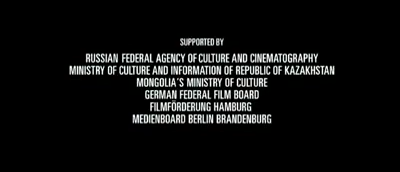 SUPPORTED BY
RUSSIAN FEDERAL AGENCY OF CULTURE AND CINEMATOGRAPHY
MINISTRY OF CULTURE AND INFORMATION OF REPUBLIC OF KAZAKHSTAN
MONGOLIA'S MINISTRY OF CULTURE
GERMAN FEDERAL FILM BOARD
FILMFÖRDERUNG HAMBURG
MEDIENBOARD BERLIN BRANDENBURG